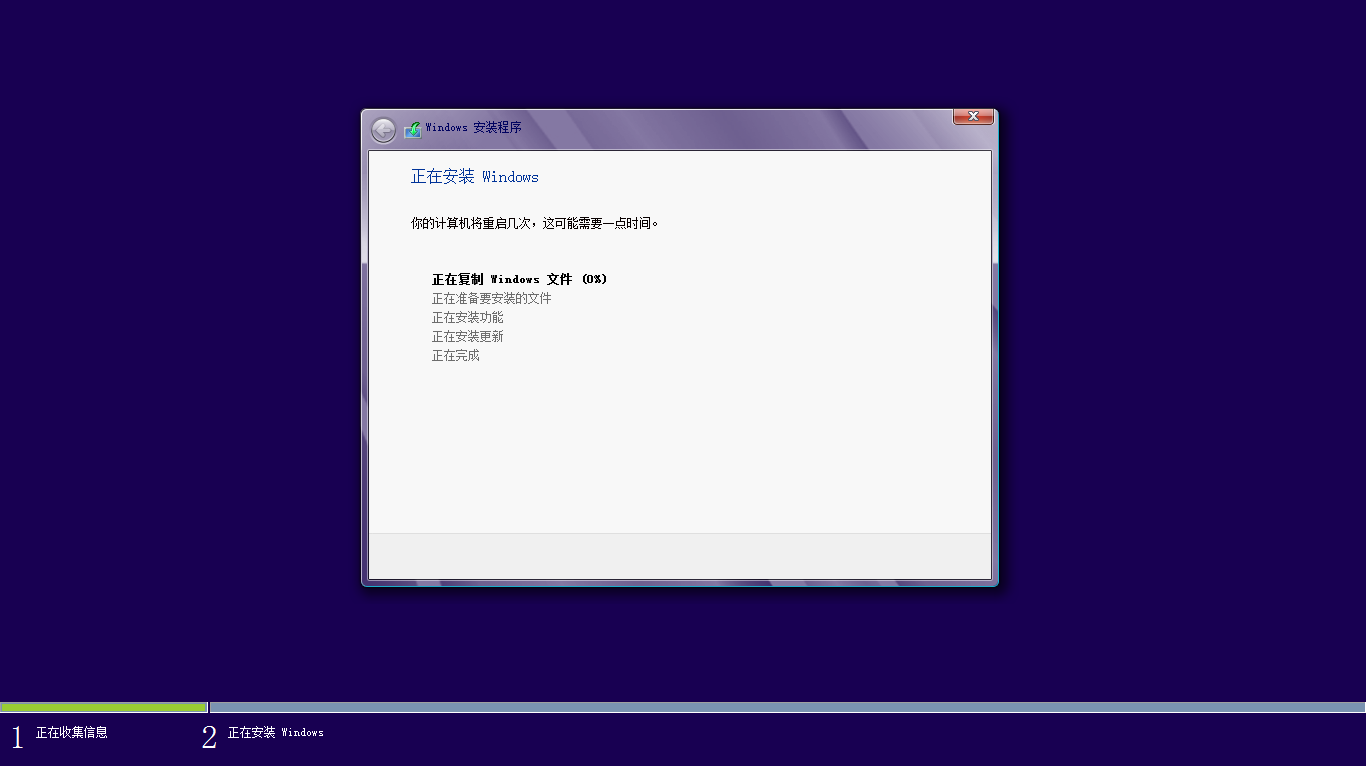 Windows 安装程序
正在安装 Windows
你的计算机将重启几次，这可能需要一点时间。
正在复制 Windows 文件 (0%)
正在准备要安装的文件
正在安装功能
正在安装更新
正在完成
1 正在收集信息
2 正在安装 Windows